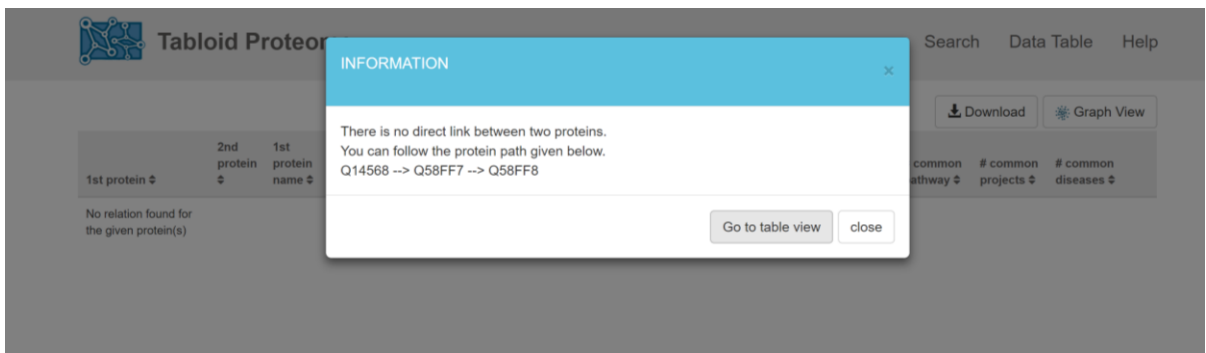 Tabloid Proteom
Search Data Table Help
INFORMATION
×
There is no direct link between two proteins.
You can follow the protein path given below.
Q14568 --> Q58FF7 --> Q58FF8
Go to table view
close
Download
Graph View
1st protein
2nd
protein
1st
protein
name
common
athway
# common
projects
# common
diseases
No relation found for
the given protein(s)